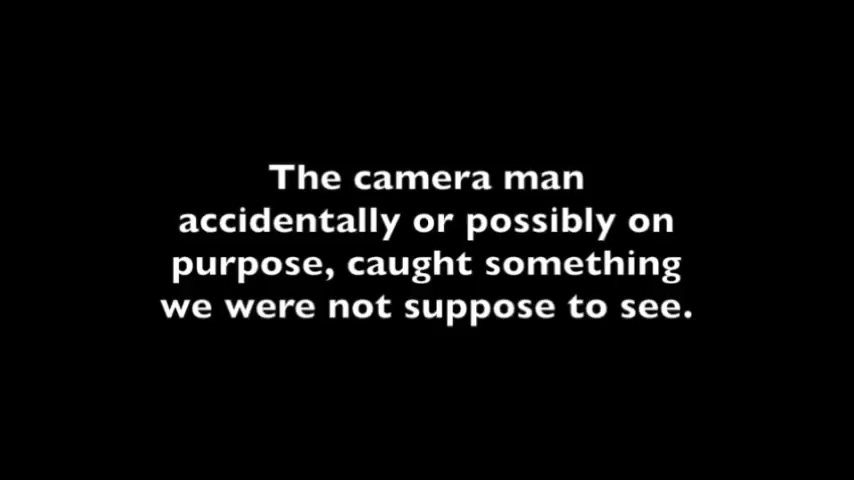 The camera man
accidentally or possibly on
purpose, caught something
we were not suppose to see.